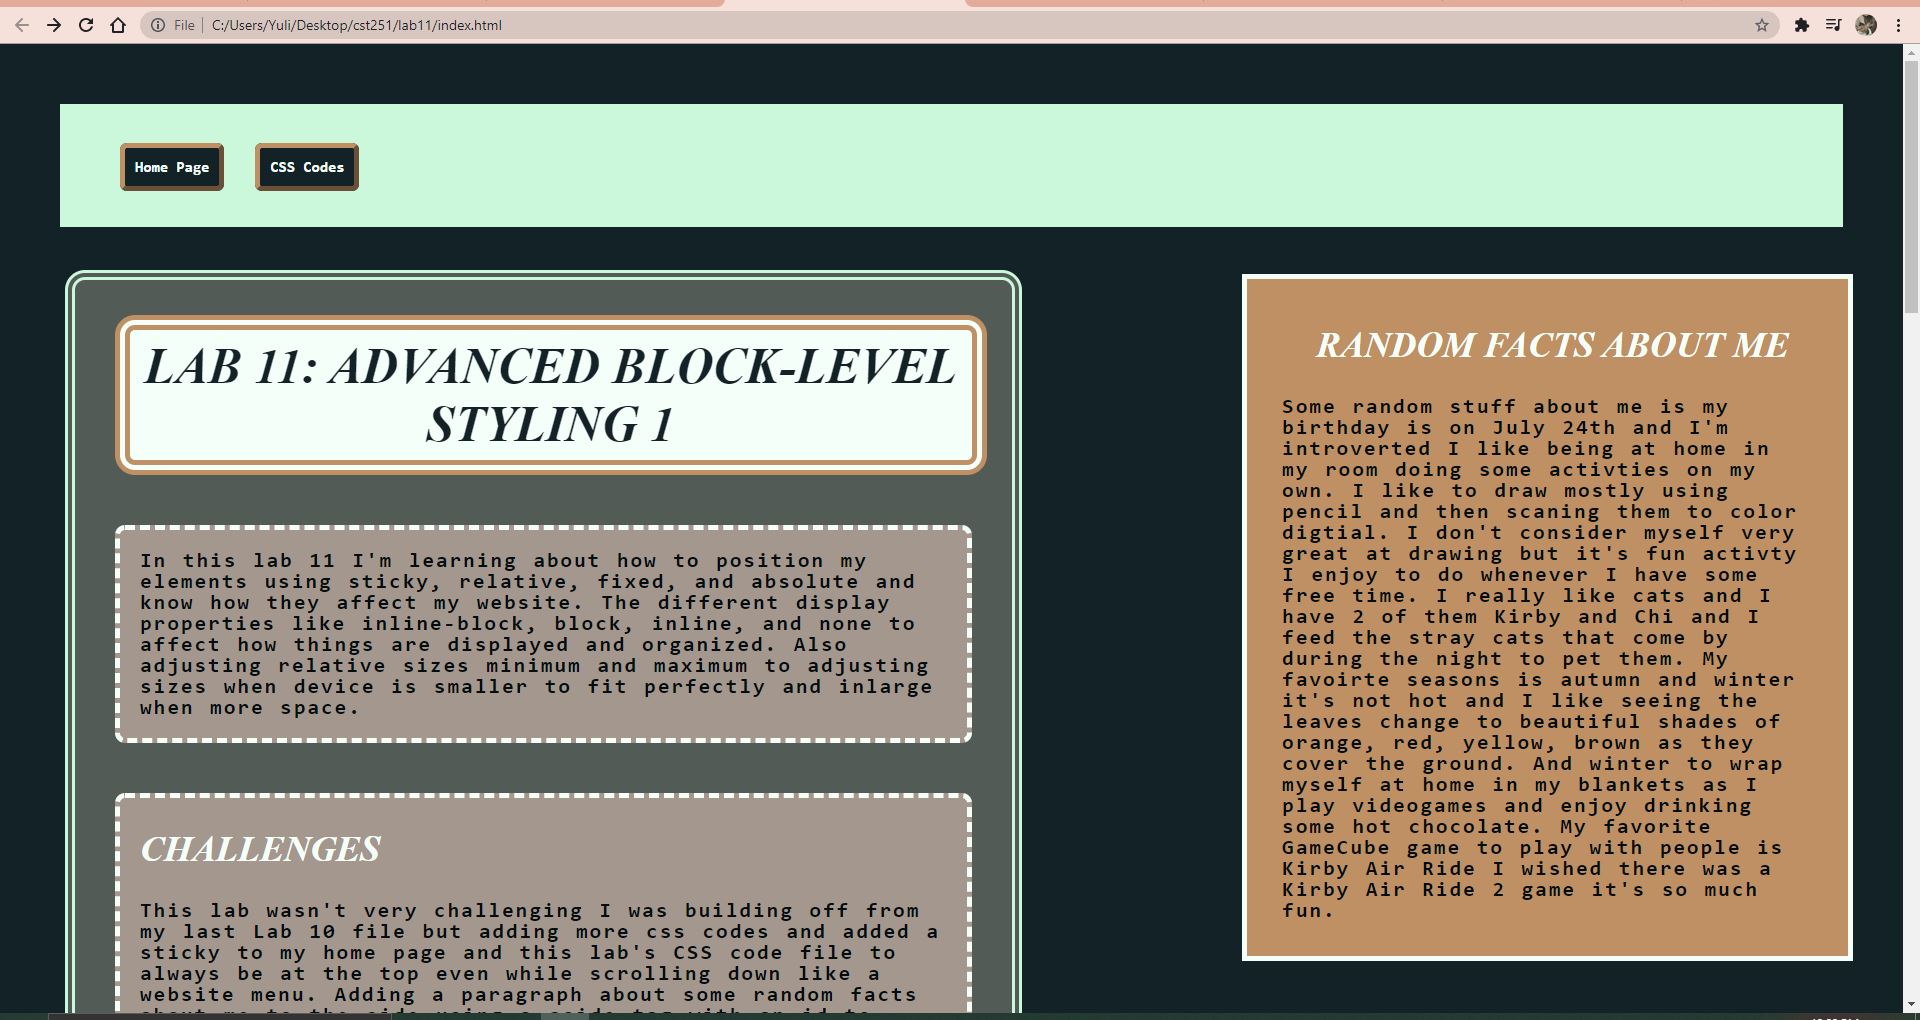 File
C:/Users/Yuli/Desktop/cst251/lab11/index.html
Home Page
CSS Codes
LAB 11: ADVANCED BLOCK-LEVEL
STYLING 1
In this lab 11 I'm learning about how to position my
elements using sticky, relative, fixed, and absolute and
know how they affect my website. The different display
properties like inline-block, block, inline, and none to
affect how things are displayed and organized. Also
adjusting relative sizes minimum and maximum to adjusting
sizes when device is smaller to fit perfectly and inlarge
when more space.
CHALLENGES
This lab wasn't very challenging I was building off from
my last Lab 10 file but adding more css codes and added a
sticky to my home page and this lab's CSS code file to
always be at the top even while scrolling down like a
website menu. Adding a paragraph about some random facts
RANDOM FACTS ABOUT ME
Some random stuff about me is my
birthday is on July 24th and I'm
introverted I like being at home in
my room doing some activties on my
own. I like to draw mostly using
pencil and then scaning them to color
digtial. I don't consider myself very
great at drawing but it's fun activty
I enjoy to do whenever I have some
free time. I really like cats and I
have 2 of them Kirby and Chi and I
feed the stray cats that come by
during the night to pet them. My
favoirte seasons is autumn and winter
it's not hot and I like seeing the
leaves change to beautiful shades of
orange, red, yellow, brown as they
cover the ground. And winter to wrap
myself at home in my blankets as I
play videogames and enjoy drinking
some hot chocolate. My favorite
GameCube game to play with people is
Kirby Air Ride I wished there was a
Kirby Air Ride 2 game it's so much
fun.